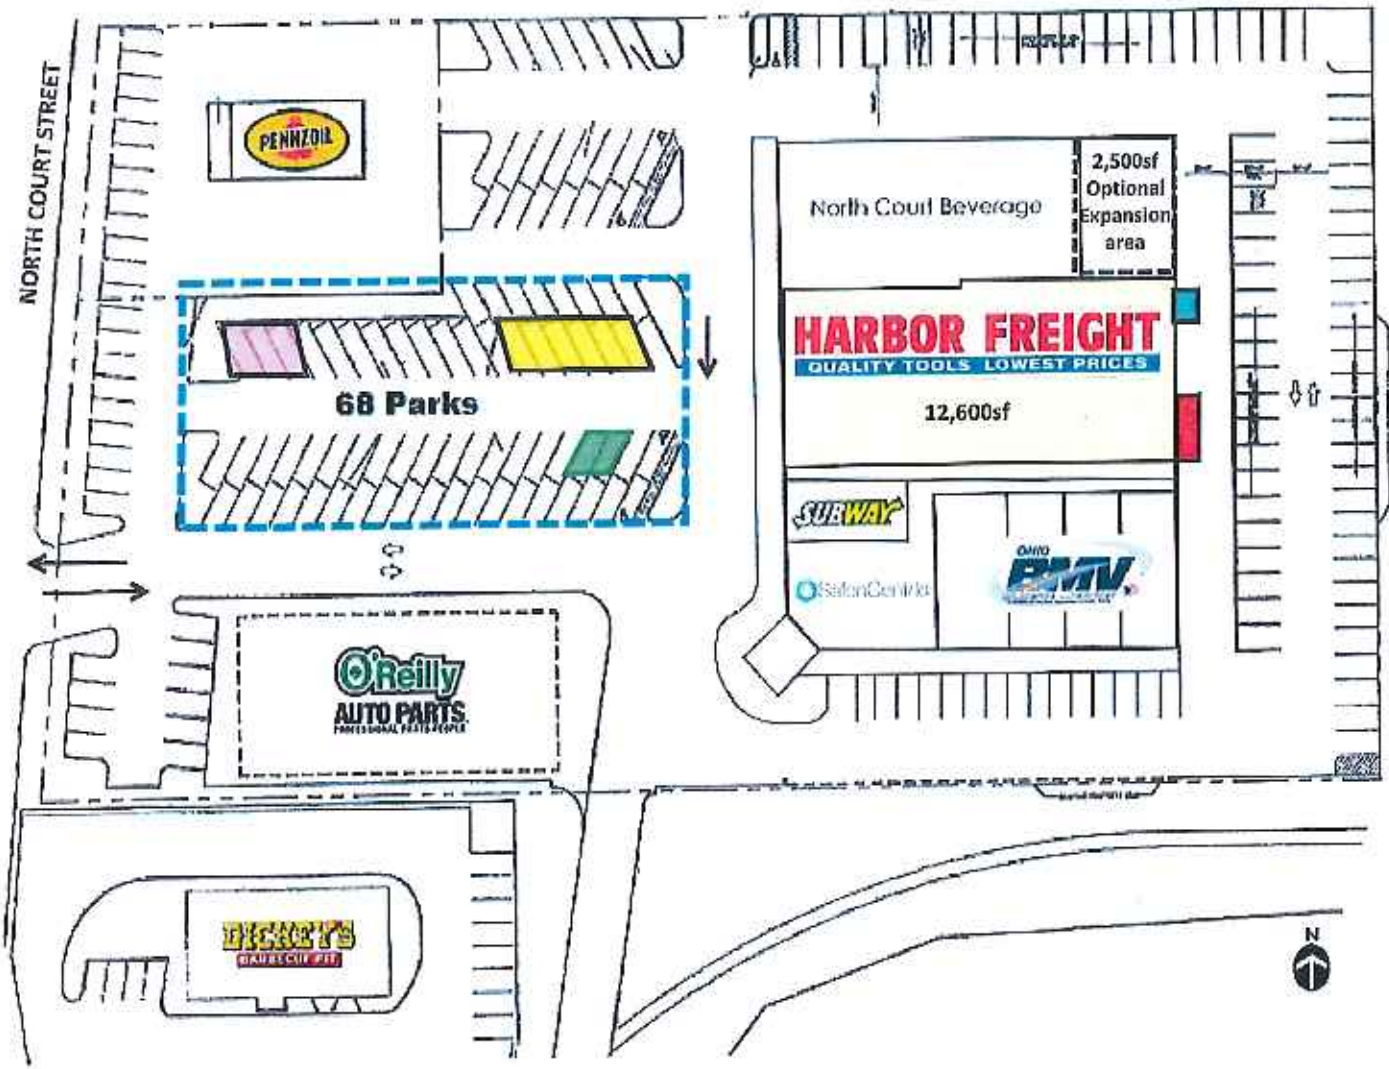 NORTH COURT STREET
PENNZOIL
North Court Beverage
2,500sf
Optional
Expansion
area
HARBOR FREIGHT
QUALITY TOOLS LOWEST PRICES
12,600sf
68 Parks
SUBWAY
SalonCentric
OHIO
BMV
O'Reilly
AUTO PARTS
PROFESSIONAL PARTS PEOPLE
DICKEY'S
BARBECUE PIT
N